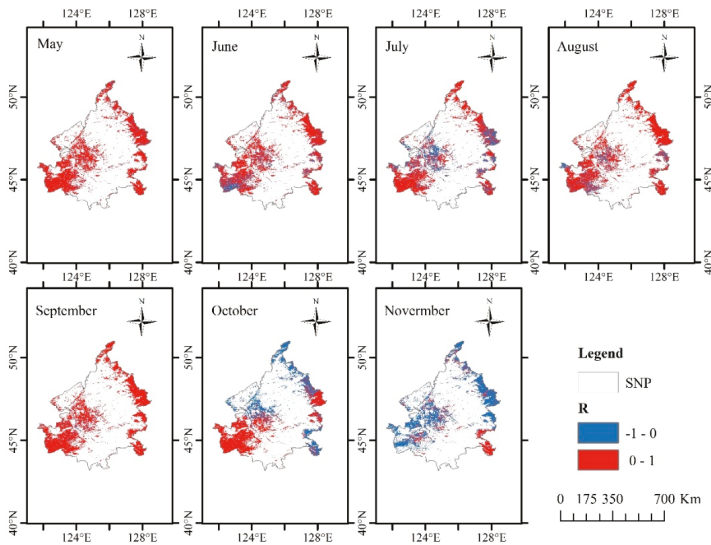 124°E 128°E 124°E 128°E 124°E 128°E 124°E 128°E
May N June N July N August N
50°N 50°N 50°N 50°N
45°N 45°N 45°N 45°N
40°N 40°N 40°N 40°N
124°E 128°E 124°E 128°E 124°E 128°E 124°E 128°E
September N October N Novermber N
50°N 50°N 50°N
45°N 45°N 45°N
40°N 40°N 40°N
124°E 128°E 124°E 128°E 124°E 128°E
Legend
SNP
R
-1 - 0
0 - 1
0 175 350 700 Km